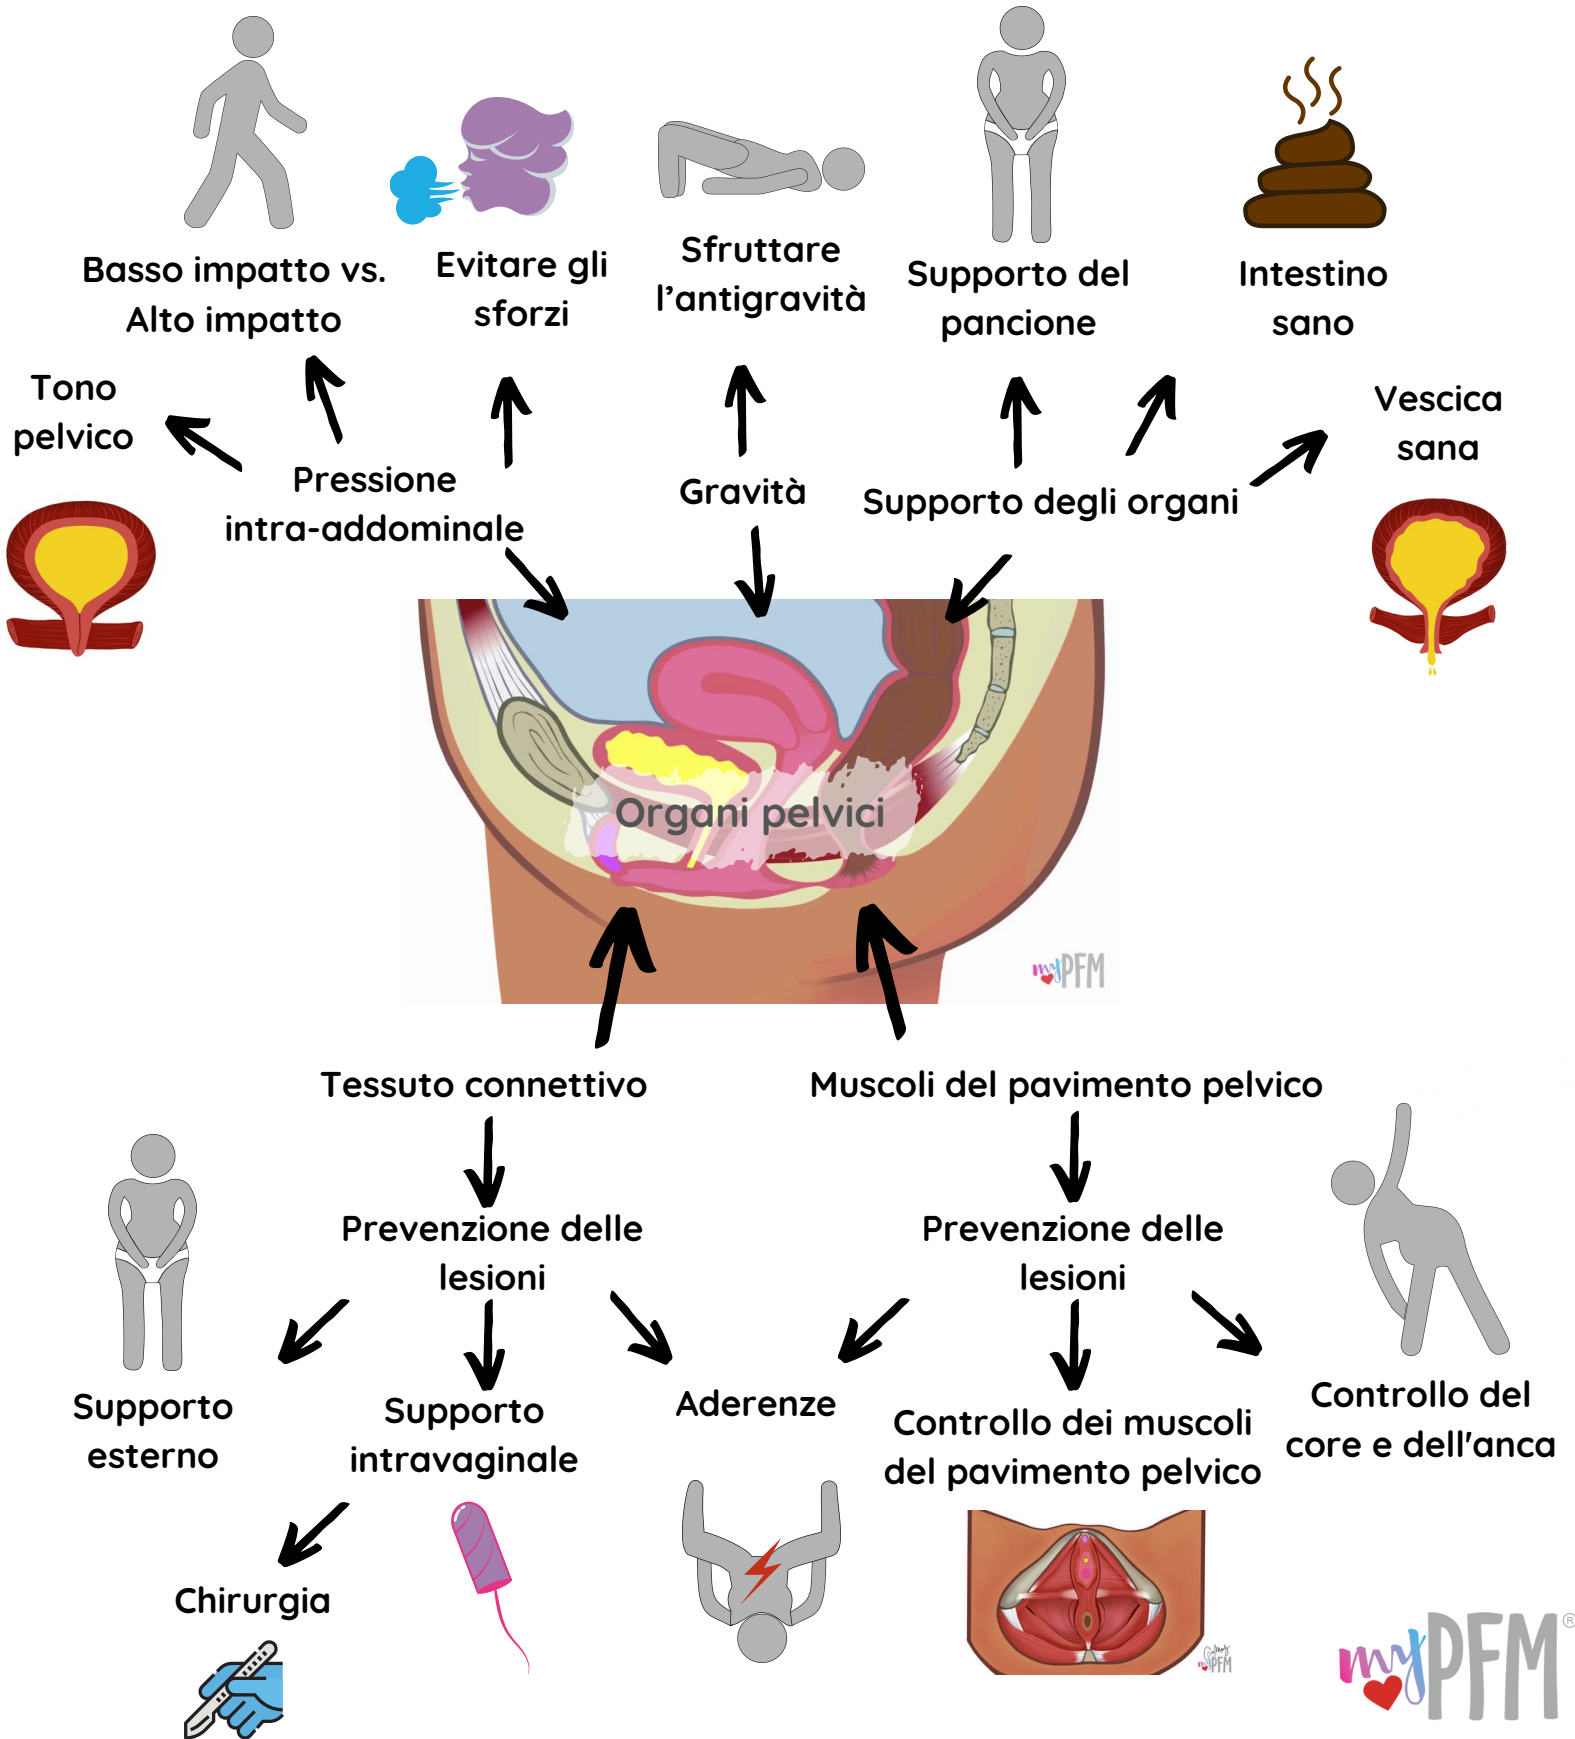 Basso impatto vs.
Alto impatto
Evitare gli
sforzi
Sfruttare
l’antigravità
Supporto del
pancione
Intestino
sano
Tono
pelvico
Vescica
sana
Pressione
intra-addominale
Gravità
Supporto degli organi
Organi pelvici
myPFM
Tessuto connettivo
Muscoli del pavimento pelvico
Prevenzione delle
lesioni
Prevenzione delle
lesioni
Supporto
esterno
Supporto
intravaginale
Aderenze
Controllo dei muscoli
del pavimento pelvico
Controllo del
core e dell'anca
Chirurgia
myPFM
myPFM®